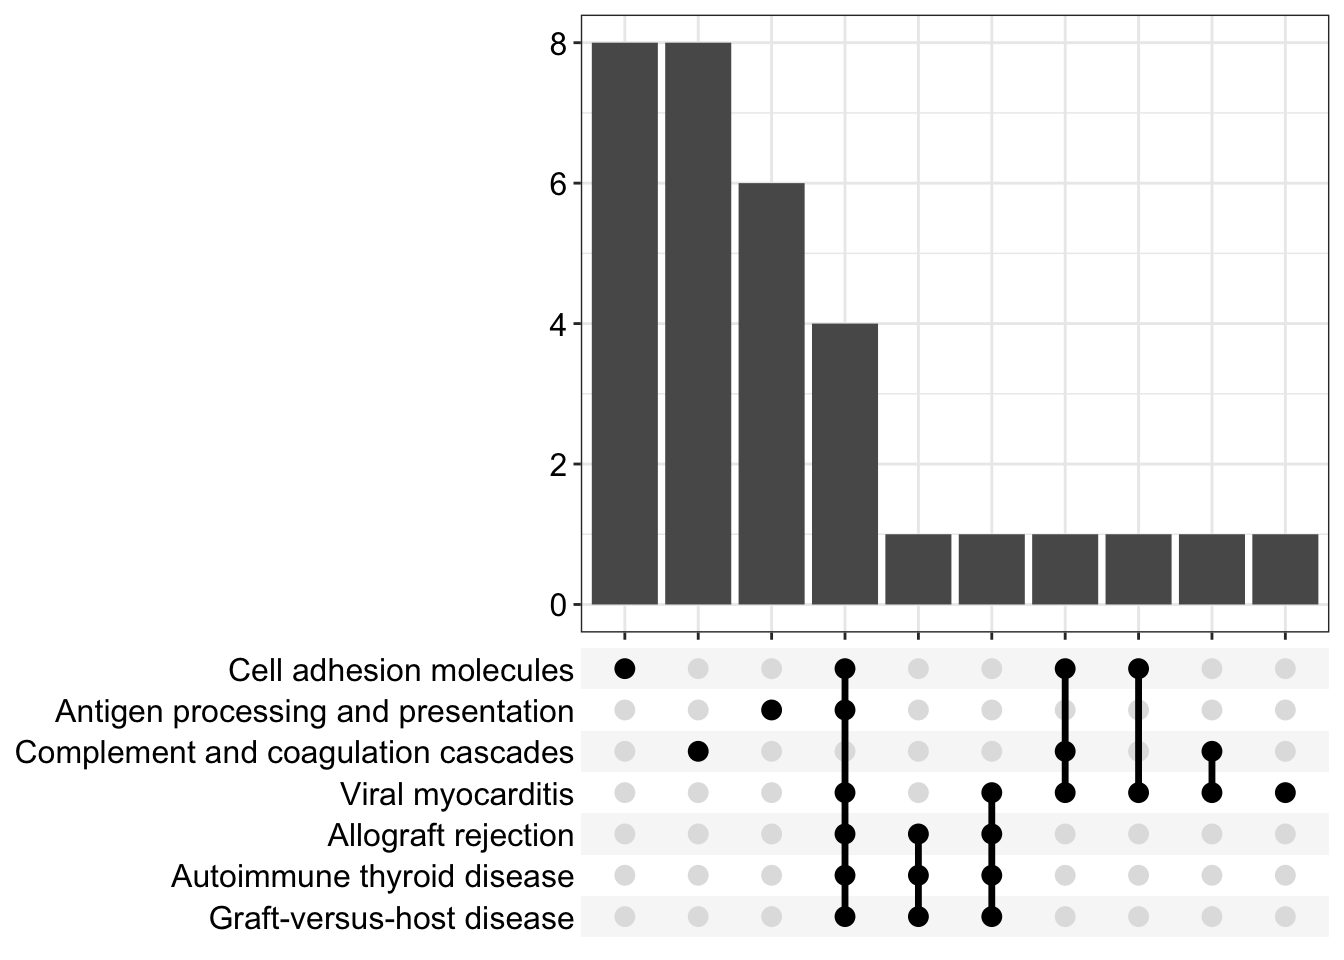 8
6
4
2
0
Cell adhesion molecules
Antigen processing and presentation
Complement and coagulation cascades
Viral myocarditis
Allograft rejection
Autoimmune thyroid disease
Graft-versus-host disease